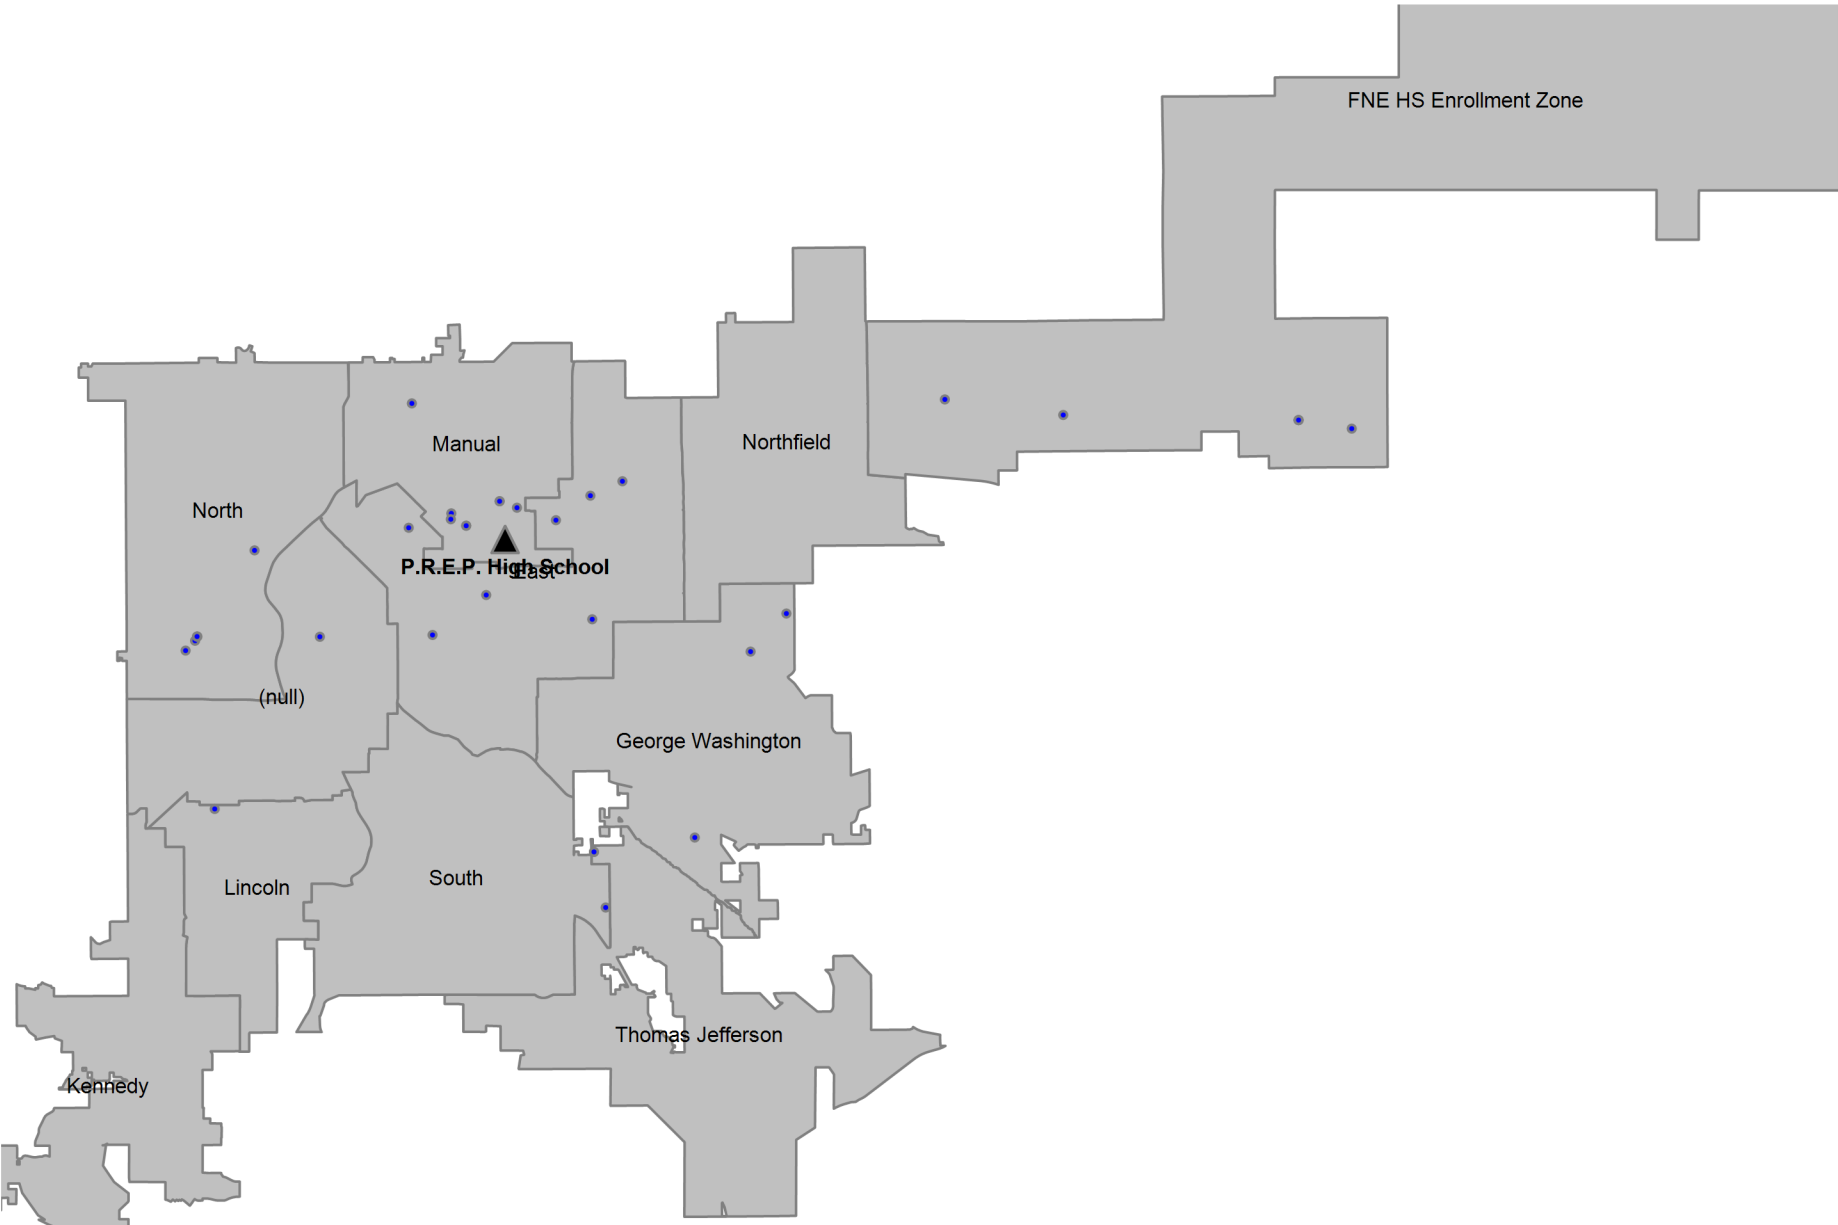 FNE HS Enrollment Zone
Northfield
Manual
North
P.R.E.P. High School
East
(null)
George Washington
South
Lincoln
Thomas Jefferson
Kennedy